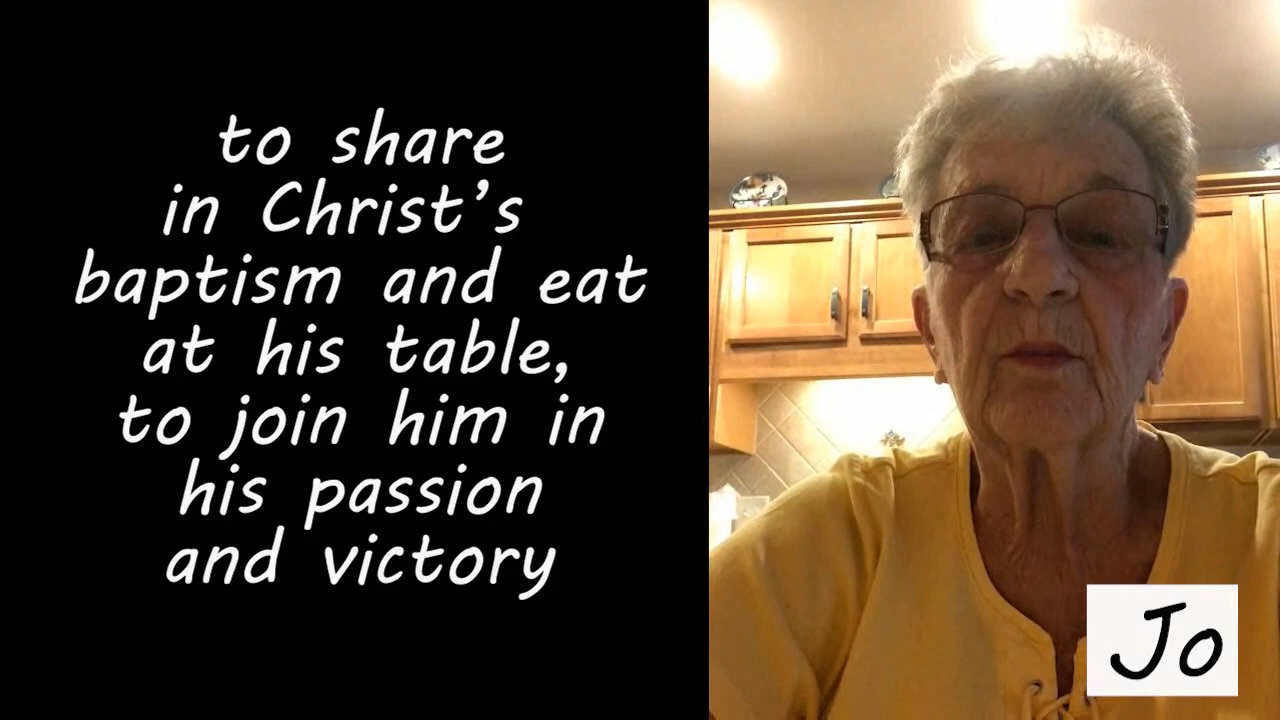 to share
in Christ's
baptism and eat
at his table,
to join him in
his passion
and victory
Jo